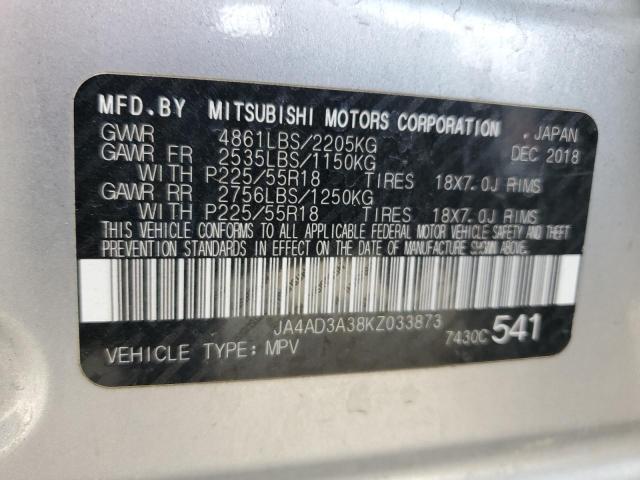 MFD.BY MITSUBISHI MOTORS CORPORATION JAPAN
GVWR 4861LBS/2205KG DEC 2018
GAWR FR 2535LBS/1150KG
WITH P225/55R18 TIRES 18X7.0J RIMS
GAWR RR 2756LBS/1250KG
WITH P225/55R18 TIRES 18X7.0J RIMS
THIS VEHICLE CONFORMS TO ALL APPLICABLE FEDERAL MOTOR VEHICLE SAFETY AND THEFT
PREVENTION STANDARDS IN EFFECT ON THE DATE OF MANUFACTURE SHOWN ABOVE.
JA4AD3A38KZ033873
VEHICLE TYPE: MPV 7430C 541